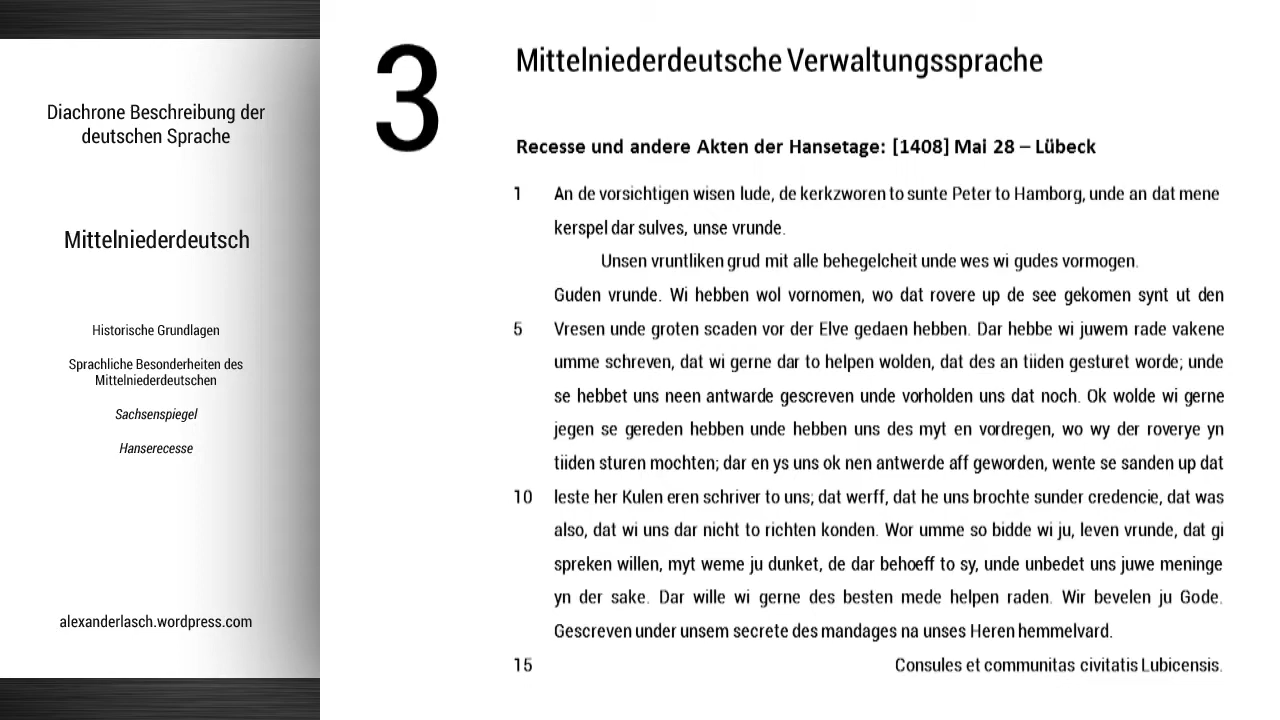 Diachrone Beschreibung der
deutschen Sprache
Mittelniederdeutsch
Historische Grundlagen
Sprachliche Besonderheiten des
Mittelniederdeutschen
Sachsenspiegel
Hanserecesse
alexanderlasch.wordpress.com
3
Mittelniederdeutsche Verwaltungssprache
Recesse und andere Akten der Hansetage: [1408] Mai 28 – Lübeck
1 An de vorsichtigen wisen lude, de kerkzworen to sunte Peter to Hamborg, unde an dat mene
kerspel dar sulves, unse vrunde.
Unsen vruntliken grud mit alle behegelcheit unde wes wi gudes vormogen.
Guden vrunde. Wi hebben wol vornomen, wo dat rovere up de see gekomen synt ut den
5 Vresen unde groten scaden vor der Elve gedaen hebben. Dar hebbe wi juwem rade vakene
umme schreven, dat wi gerne dar to helpen wolden, dat des an tiiden gesturet worde; unde
se hebbet uns neen antwarde gescreven unde vorholden uns dat noch. Ok wolde wi gerne
jegen se gereden hebben unde hebben uns des myt en vordregen, wo wy der roverye yn
tiiden sturen mochten; dar en ys uns ok nen antwerde aff geworden, wente se sanden up dat
10 leste her Kulen eren schriver to uns; dat werff, dat he uns brochte sunder credencie, dat was
also, dat wi uns dar nicht to richten konden. Wor umme so bidde wi ju, leven vrunde, dat gi
spreken willen, myt weme ju dunket, de dar behoeff to sy, unde unbedet uns juwe meninge
yn der sake. Dar wille wi gerne des besten mede helpen raden. Wir bevelen ju Gode.
Gescreven under unsem secrete des mandages na unses Heren hemmelvard.
15 Consules et communitas civitatis Lubicensis.